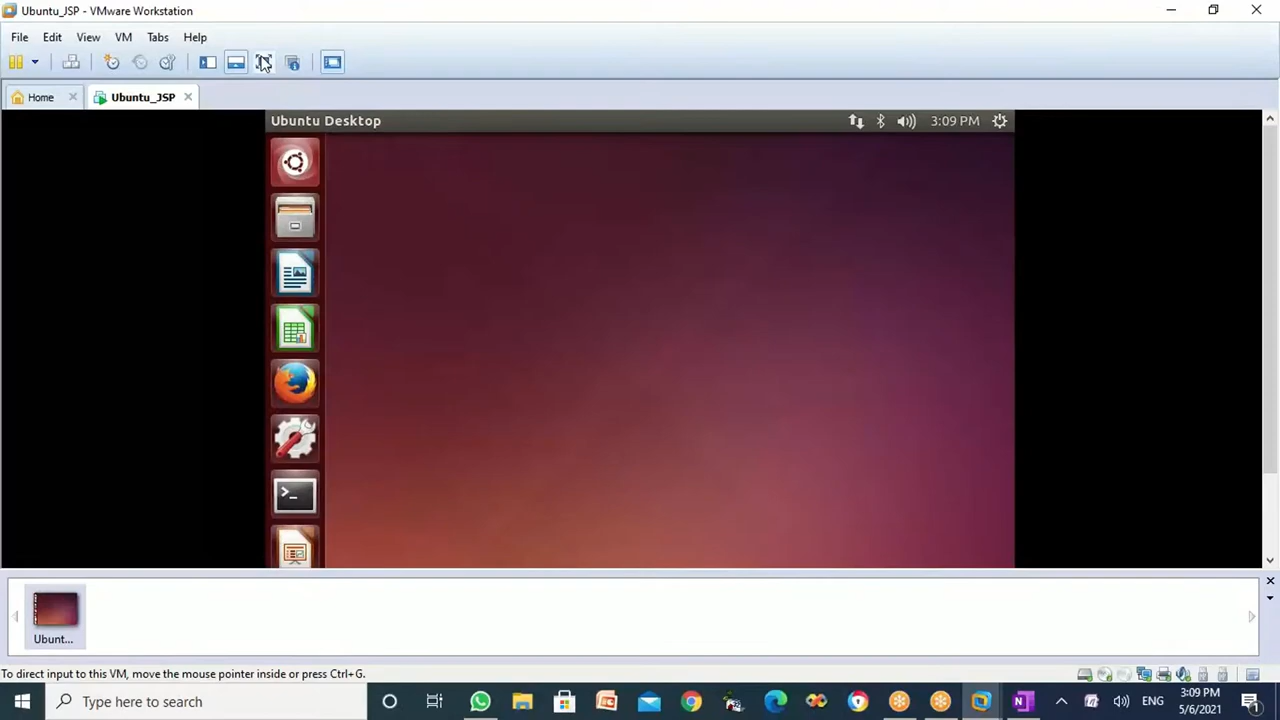 Ubuntu_JSP - VMware Workstation
File Edit View VM Tabs Help
Home Ubuntu_JSP
Ubuntu Desktop 3:09 PM
>_
Ubunt...
To direct input to this VM, move the mouse pointer inside or press Ctrl+G.
Type here to search ENG 3:09 PM
5/6/2021